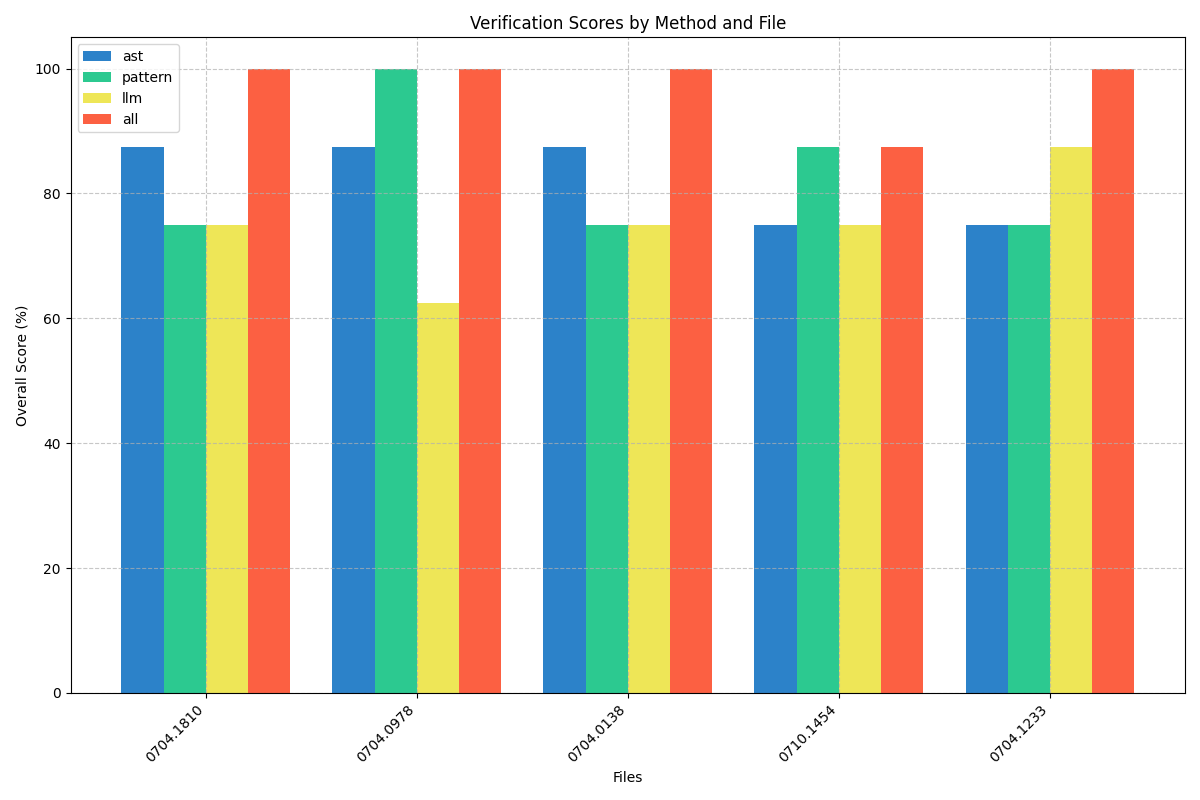 Verification Scores by Method and File
ast
pattern
llm
all
Overall Score (%)
100
80
60
40
20
0
0704.1810
0704.0978
0704.0138
0710.1454
0704.1233
Files